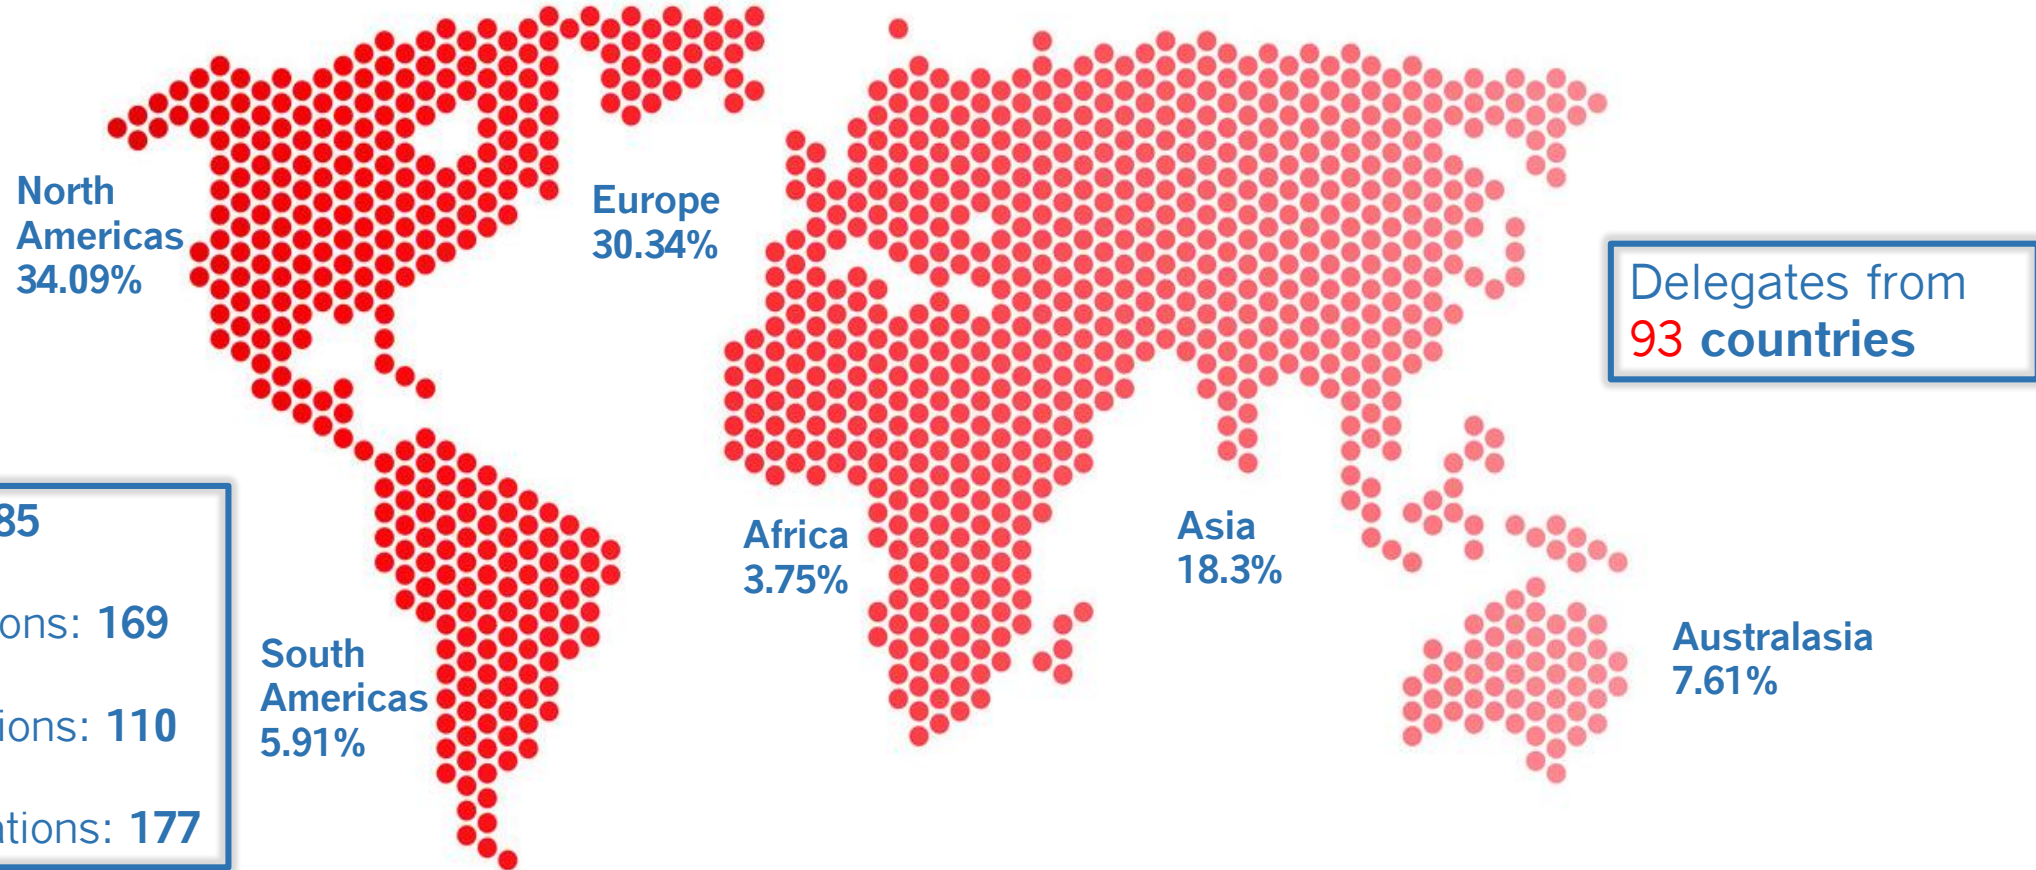 North
Americas
34.09%
Europe
30.34%
Delegates from
93 countries
85
ons: 169
ions: 110
ations: 177
South
Americas
5.91%
Africa
3.75%
Asia
18.3%
Australasia
7.61%